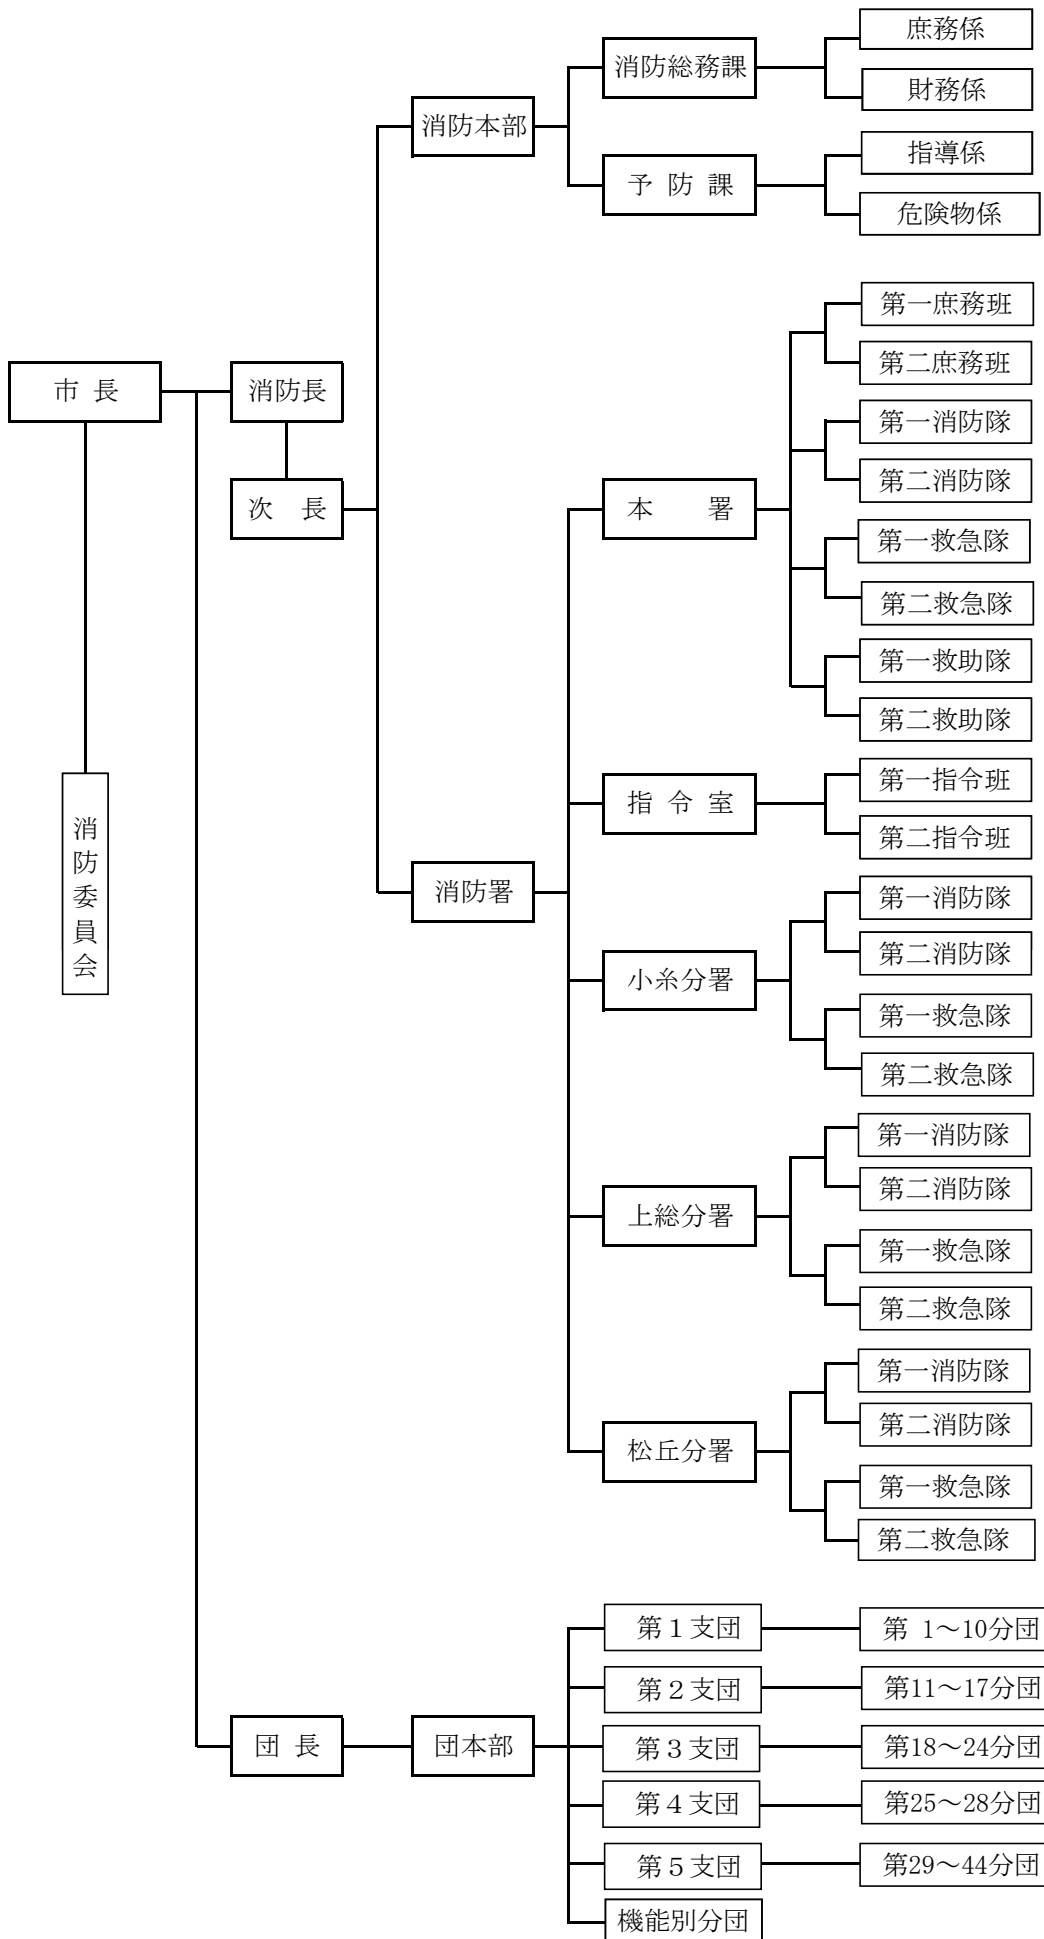 市 長
消防委員会
消防長
次 長
消防本部
消防総務課
庶務係
財務係
予 防 課
指導係
危険物係
消防署
本 署
第一庶務班
第二庶務班
第一消防隊
第二消防隊
第一救急隊
第二救急隊
第一救助隊
第二救助隊
指 令 室
第一指令班
第二指令班
小糸分署
第一消防隊
第二消防隊
第一救急隊
第二救急隊
上総分署
第一消防隊
第二消防隊
第一救急隊
第二救急隊
松丘分署
第一消防隊
第二消防隊
第一救急隊
第二救急隊
団 長
団本部
第１支団
第 1～10分団
第２支団
第11～17分団
第３支団
第18～24分団
第４支団
第25～28分団
第５支団
第29～44分団
機能別分団